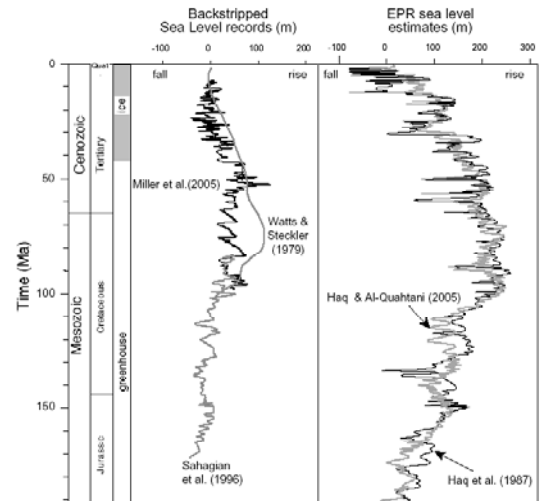 Backstripped
Sea Level records (m)
-100 0 100 200
EPR sea level
estimates (m)
-100 0 100 200 300
fall
rise
fall
rise
Time (Ma)
0
50
100
150
Cenozoic
Mesozoic
Quat
Tertiary
Cretaceous
Jurassic
ice
greenhouse
Miller et al.(2005)
Watts &
Steckler
(1979)
Sahagian
et al. (1996)
Haq & Al-Quahtani (2005)
Haq et al.
(1987)